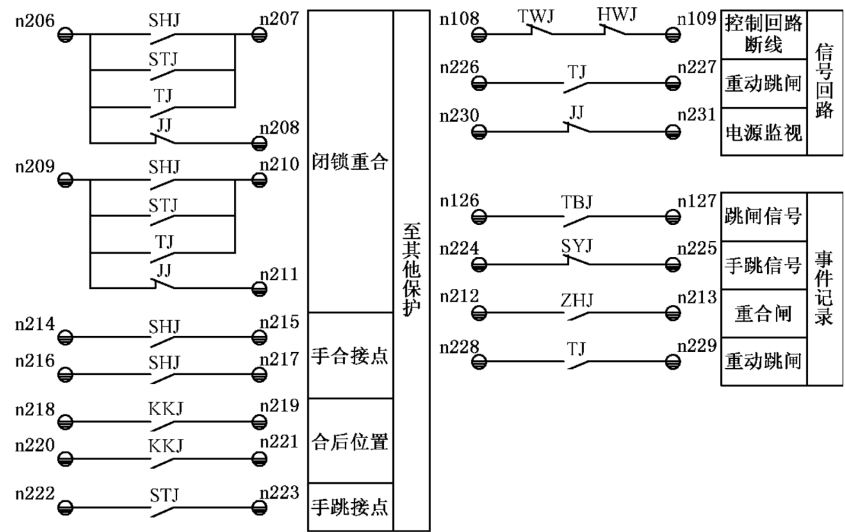 n206 SHJ n207
STJ
TJ
JJ n208
n209 SHJ n210
STJ
TJ
JJ n211
闭锁重合
n214 SHJ n215
n216 SHJ n217
手合接点
n218 KKJ n219
n220 KKJ n221
合后位置
n222 STJ n223
手跳接点
至其他保护
n108 TWJ HWJ n109
控制回路
断线
n226 TJ n227
重动跳闸
n230 JJ n231
电源监视
信号回路
n126 TBJ n127
跳闸信号
n224 SYJ n225
手跳信号
n212 ZHJ n213
重合闸
n228 TJ n229
重动跳闸
事件记录